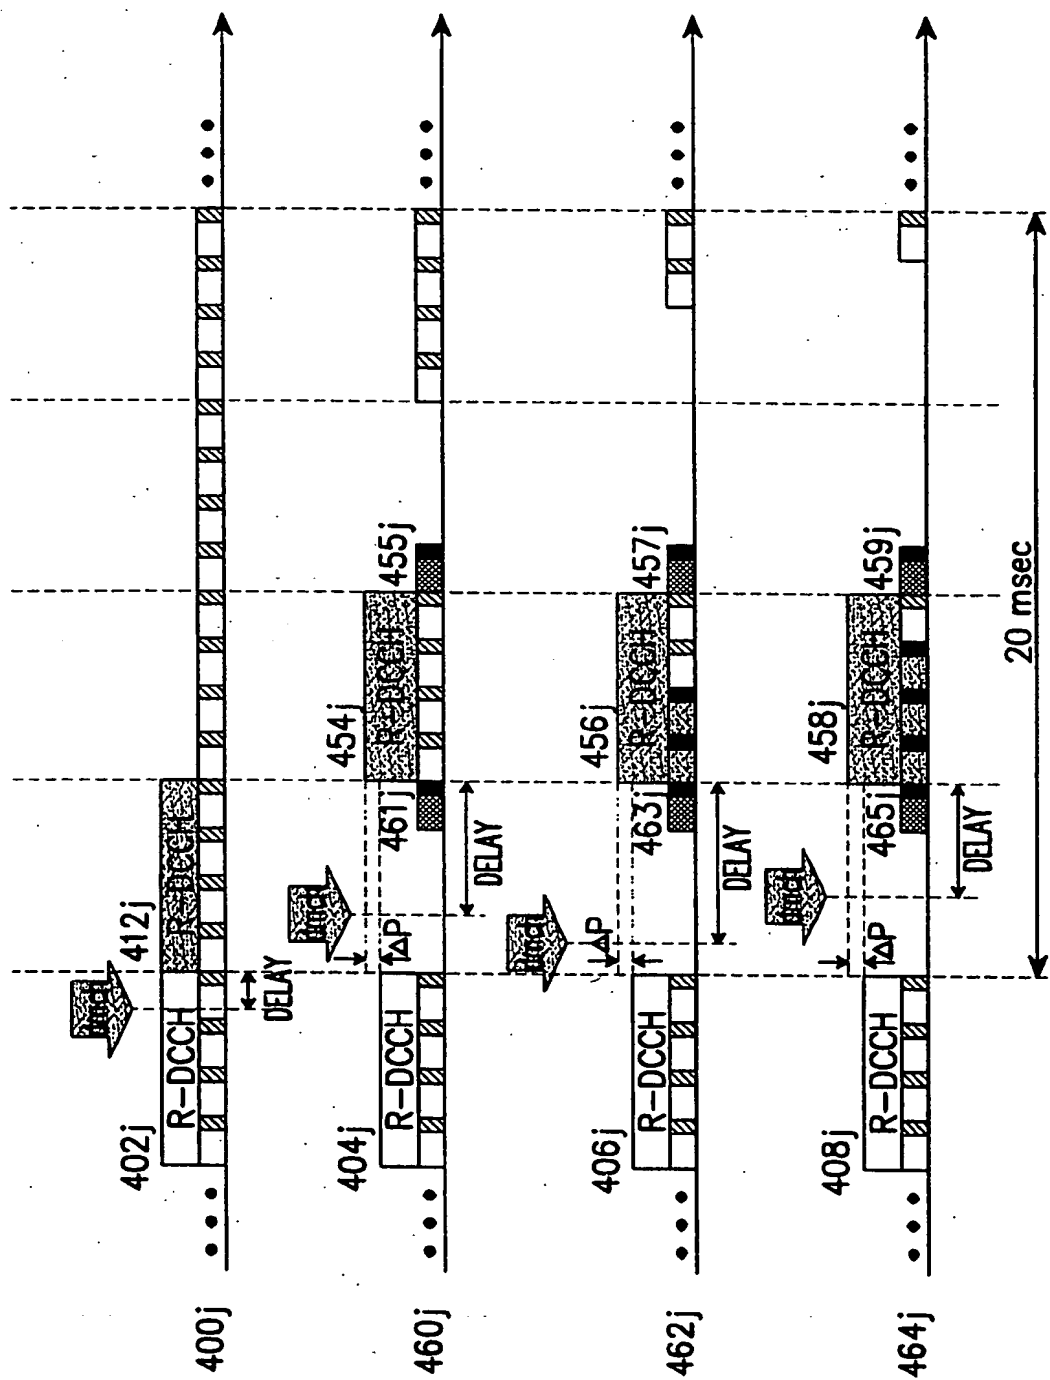 400j
402j
R-DCCH
412j
R-DCCH
DELAY
460j
404j
R-DCCH
ΔP
454j
R-DCCH
461j
455j
DELAY
462j
406j
R-DCCH
ΔP
456j
R-DCCH
463j
457j
DELAY
464j
408j
R-DCCH
ΔP
458j
R-DCCH
465j
459j
DELAY
20 msec